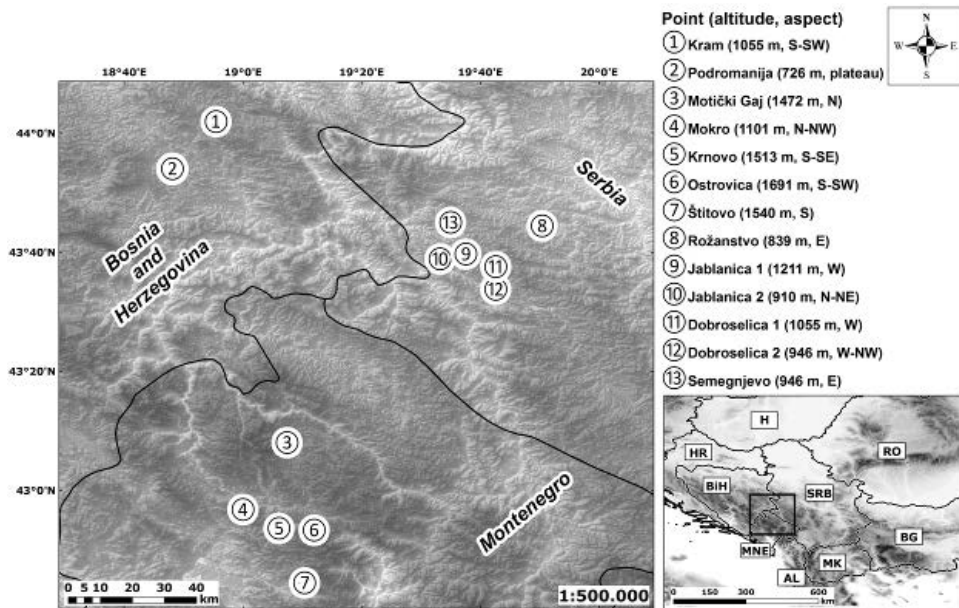 Point (altitude, aspect)
① Kram (1055 m, S-SW)
② Podromanija (726 m, plateau)
③ Motički Gaj (1472 m, N)
④ Mokro (1101 m, N-NW)
⑤ Krnovo (1513 m, S-SE)
⑥ Ostrovica (1691 m, S-SW)
⑦ Štitovo (1540 m, S)
⑧ Rožanstvo (839 m, E)
⑨ Jablanica 1 (1211 m, W)
⑩ Jablanica 2 (910 m, N-NE)
⑪ Dobroselica 1 (1055 m, W)
⑫ Dobroselica 2 (946 m, W-NW)
⑬ Semegnjevo (946 m, E)
N
W E
S
18°40'0" 19°0' 19°20'0" 19°40'0" 20°0'
44°0'
43°40'0"
43°20'0"
43°0'
①
②
③
④
⑤
⑥
⑦
⑧
⑨
⑩
⑪
⑫
⑬
Bosnia
and
Herzegovina
Serbia
Montenegro
0 5 10 20 30 40
km
1:500.000
H
HR
RO
BiH
SRB
BG
MNE
MK
AL
0 300 600
km